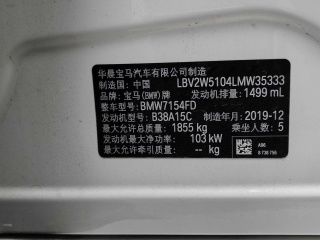 华晨宝马汽车有限公司制造
制造国：中国 LBV2W5104LMW35333
品牌：宝马(BMW)牌 发动机排量：1499 mL
整车型号：BMW7154FD
发动机型号：B38A15C 制造年月：2019-12
最大允许总质量：1855 kg 乘坐人数：5
发动机最大净功率：103 kW
最大允许牵引质量：-- kg
A90
8 738 756